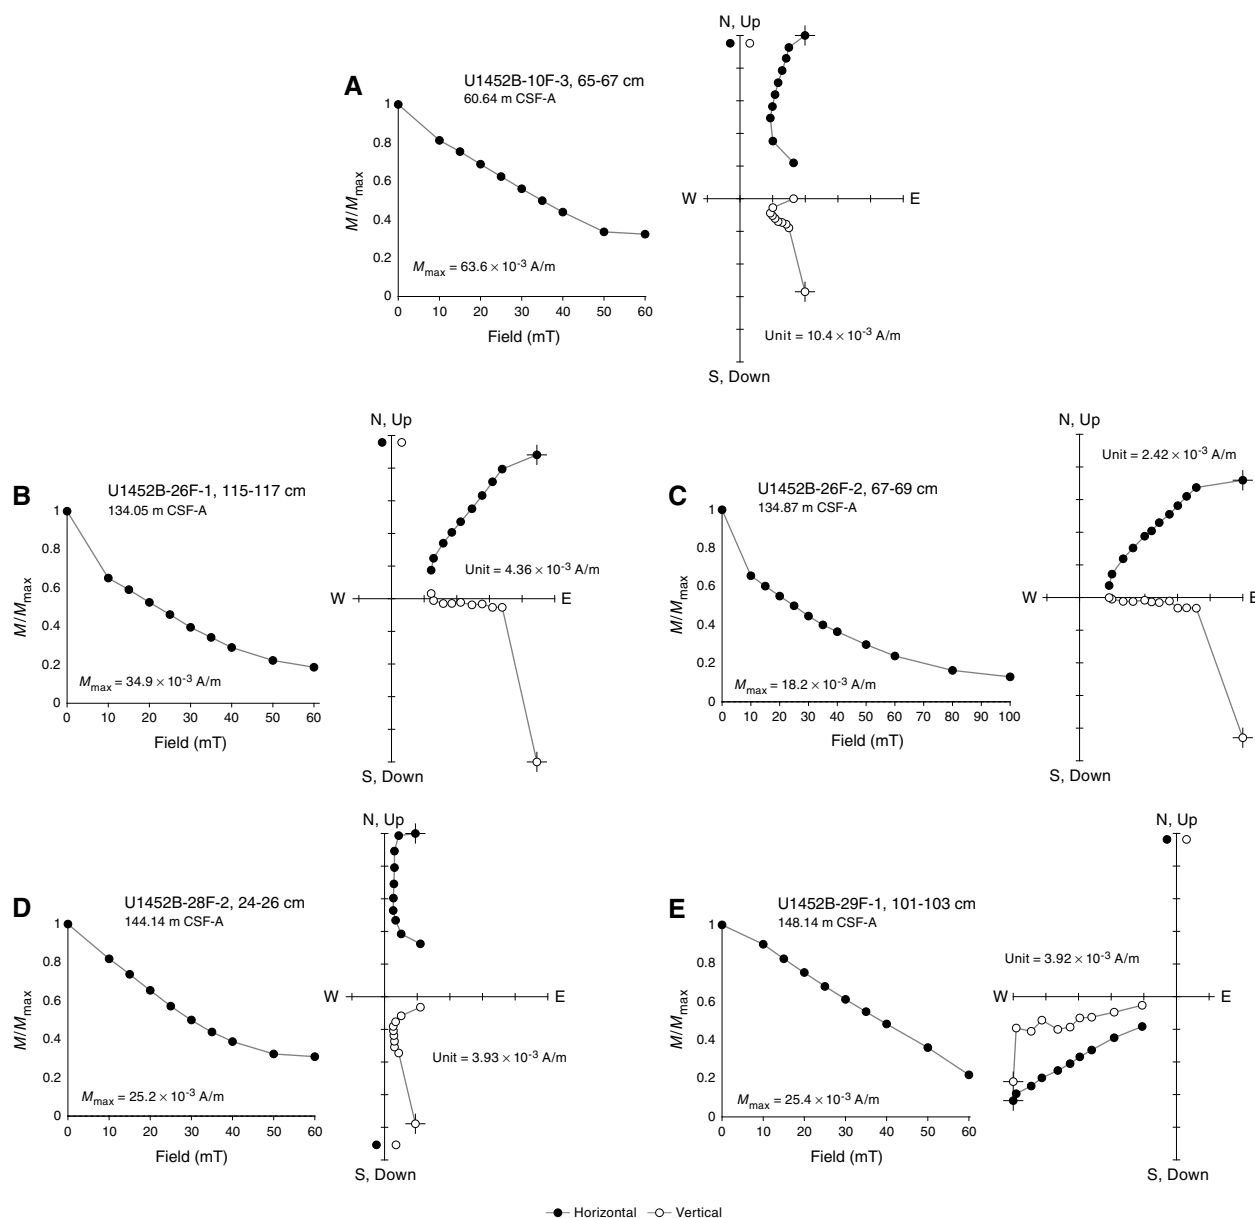 A
U1452B-10F-3, 65-67 cm
60.64 m CSF-A
1
0.8
0.6
0.4
0.2
0
M/Mmax
Mmax = 63.6 × 10-3 A/m
0 10 20 30 40 50 60
Field (mT)
N, Up
W E
Unit = 10.4 × 10-3 A/m
S, Down
B
U1452B-26F-1, 115-117 cm
134.05 m CSF-A
1
0.8
0.6
0.4
0.2
0
M/Mmax
Mmax = 34.9 × 10-3 A/m
0 10 20 30 40 50 60
Field (mT)
N, Up
Unit = 4.36 × 10-3 A/m
W E
S, Down
C
U1452B-26F-2, 67-69 cm
134.87 m CSF-A
1
0.8
0.6
0.4
0.2
0
M/Mmax
Mmax = 18.2 × 10-3 A/m
0 10 20 30 40 50 60 70 80 90 100
Field (mT)
N, Up
Unit = 2.42 × 10-3 A/m
W E
S, Down
D
U1452B-28F-2, 24-26 cm
144.14 m CSF-A
1
0.8
0.6
0.4
0.2
0
M/Mmax
Mmax = 25.2 × 10-3 A/m
0 10 20 30 40 50 60
Field (mT)
N, Up
W E
Unit = 3.93 × 10-3 A/m
S, Down
E
U1452B-29F-1, 101-103 cm
148.14 m CSF-A
1
0.8
0.6
0.4
0.2
0
M/Mmax
Mmax = 25.4 × 10-3 A/m
0 10 20 30 40 50 60
Field (mT)
N, Up
Unit = 3.92 × 10-3 A/m
W E
S, Down
Horizontal Vertical